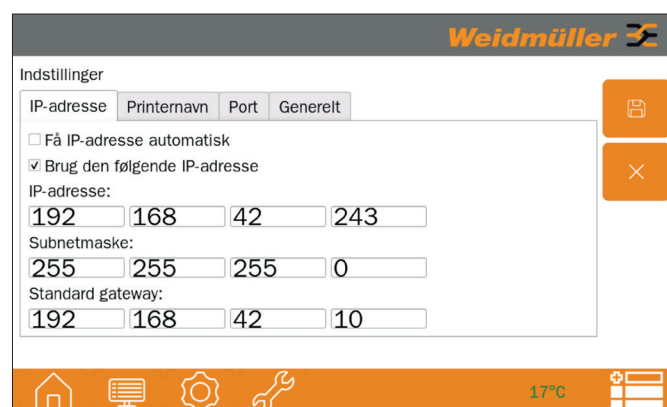 Weidmüller
Indstillinger
IP-adresse Printernavn Port Generelt
Få IP-adresse automatisk
Brug den følgende IP-adresse
IP-adresse:
192 168 42 243
Subnetmaske:
255 255 255 0
Standard gateway:
192 168 42 10
17°C